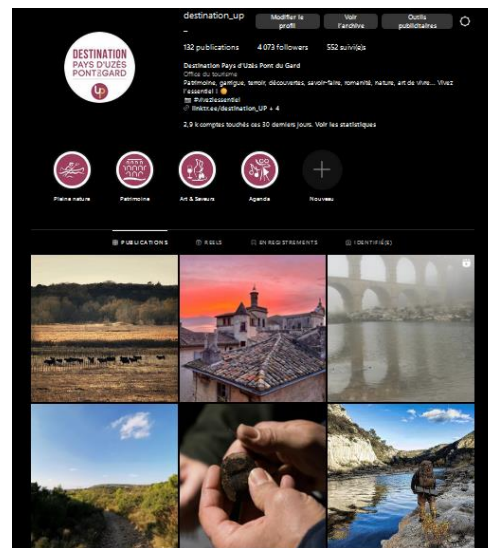 destination_up
Modifier le profil
Voir l'archive
Outils publicitaires
132 publications 4 073 followers 552 suivi(e)s
Destination Pays d'Uzès Pont du Gard
Office du tourisme
Patrimoine, garrigue, terroir, découvertes, savoir-faire, romanité, nature, art de vivre... Vivez
l'essentiel !
#vivezlessentiel
linktr.ee/destination_UP + 4
2,9 k comptes touchés ces 30 derniers jours. Voir les statistiques
DESTINATION
PAYS D'UZÈS
PONT DU GARD
UP
Pleine nature Patrimoine Art & Saveurs Agenda Nouveau
PUBLICATIONS REELS ENREGISTREMENTS IDENTIFIÉ(E)